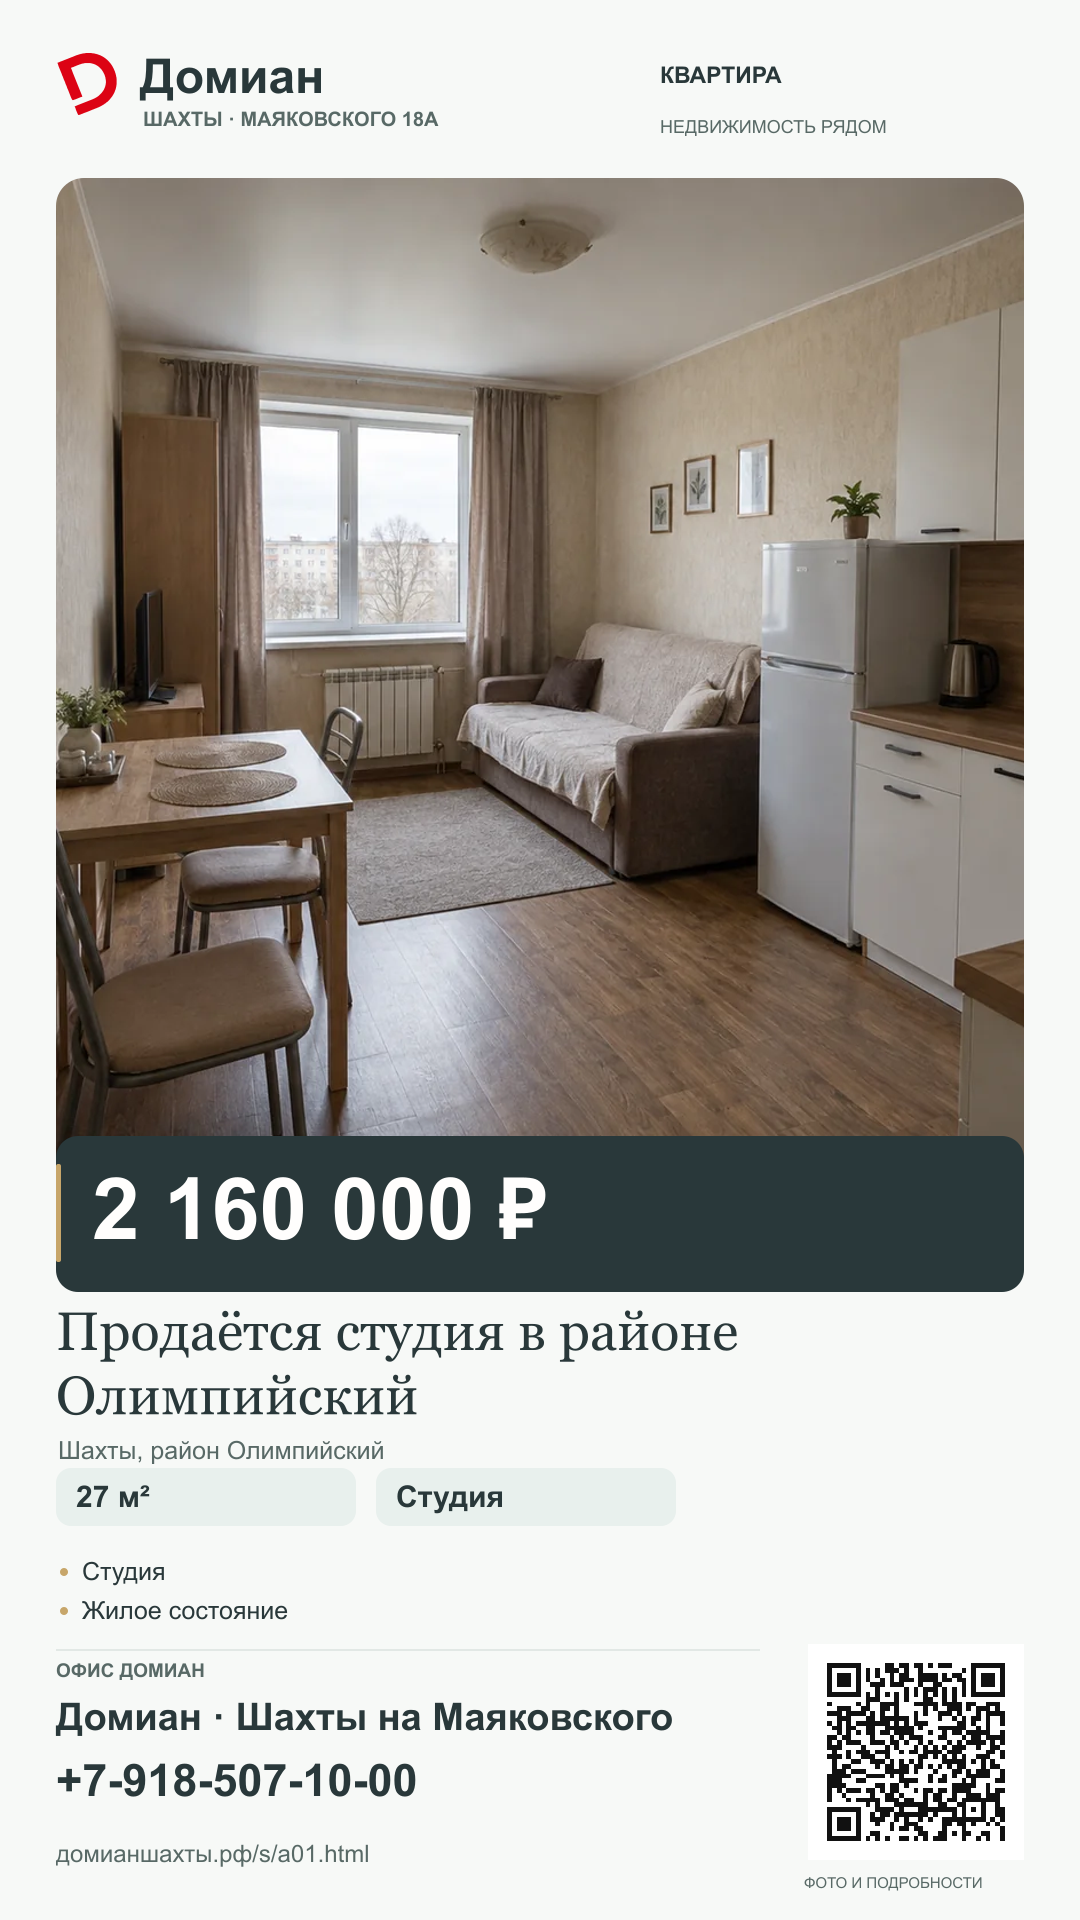 Домиан
ШАХТЫ · МАЯКОВСКОГО 18А
КВАРТИРА
НЕДВИЖИМОСТЬ РЯДОМ
2 160 000 ₽
Продаётся студия в районе
Олимпийский
Шахты, район Олимпийский
27 м²
Студия
• Студия
• Жилое состояние
ОФИС ДОМИАН
Домиан · Шахты на Маяковского
+7-918-507-10-00
домианшахты.рф/s/a01.html
ФОТО И ПОДРОБНОСТИ